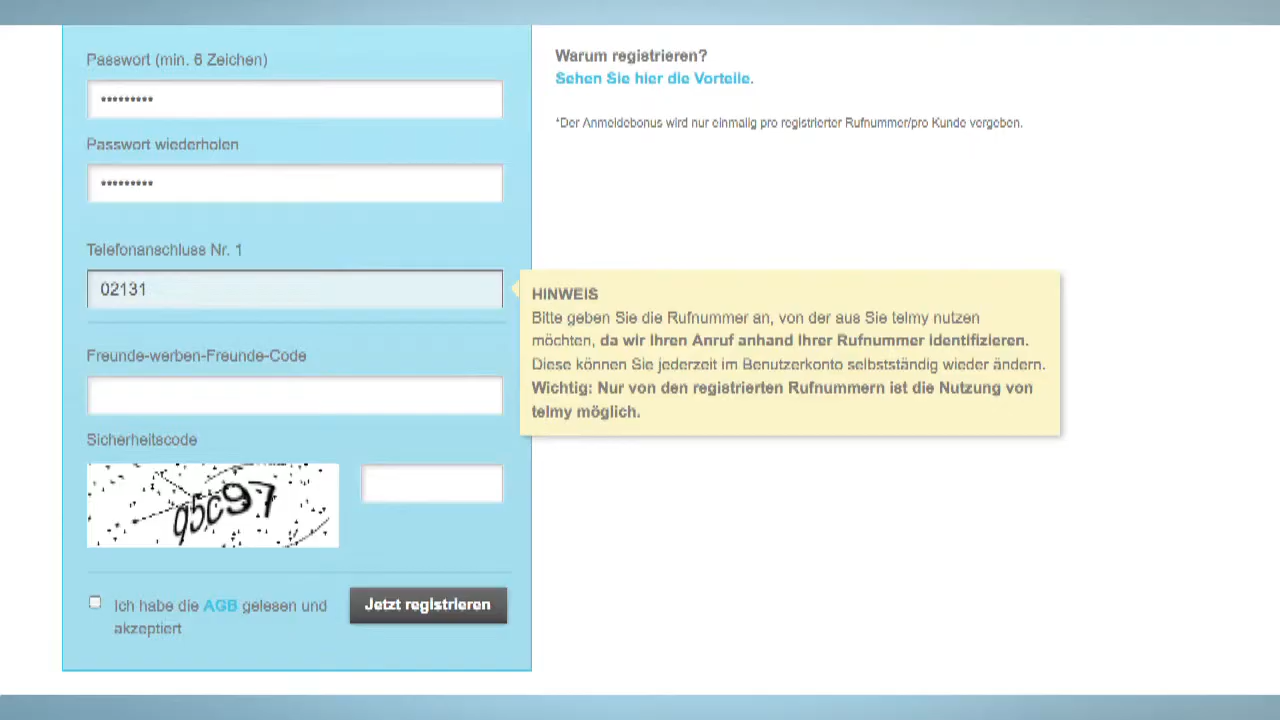 Passwort (min. 6 Zeichen)
•••••••••
Passwort wiederholen
•••••••••
Telefonanschluss Nr. 1
02131
Freunde-werben-Freunde-Code
Sicherheitscode
Ich habe die AGB gelesen und
akzeptiert
Jetzt registrieren
Warum registrieren?
Sehen Sie hier die Vorteile.
*Der Anmeldebonus wird nur einmalig pro registrierter Rufnummer/pro Kunde vergeben.
HINWEIS
Bitte geben Sie die Rufnummer an, von der aus Sie telmy nutzen
möchten, da wir Ihren Anruf anhand Ihrer Rufnummer identifizieren.
Diese können Sie jederzeit im Benutzerkonto selbstständig wieder ändern.
Wichtig: Nur von den registrierten Rufnummern ist die Nutzung von
telmy möglich.